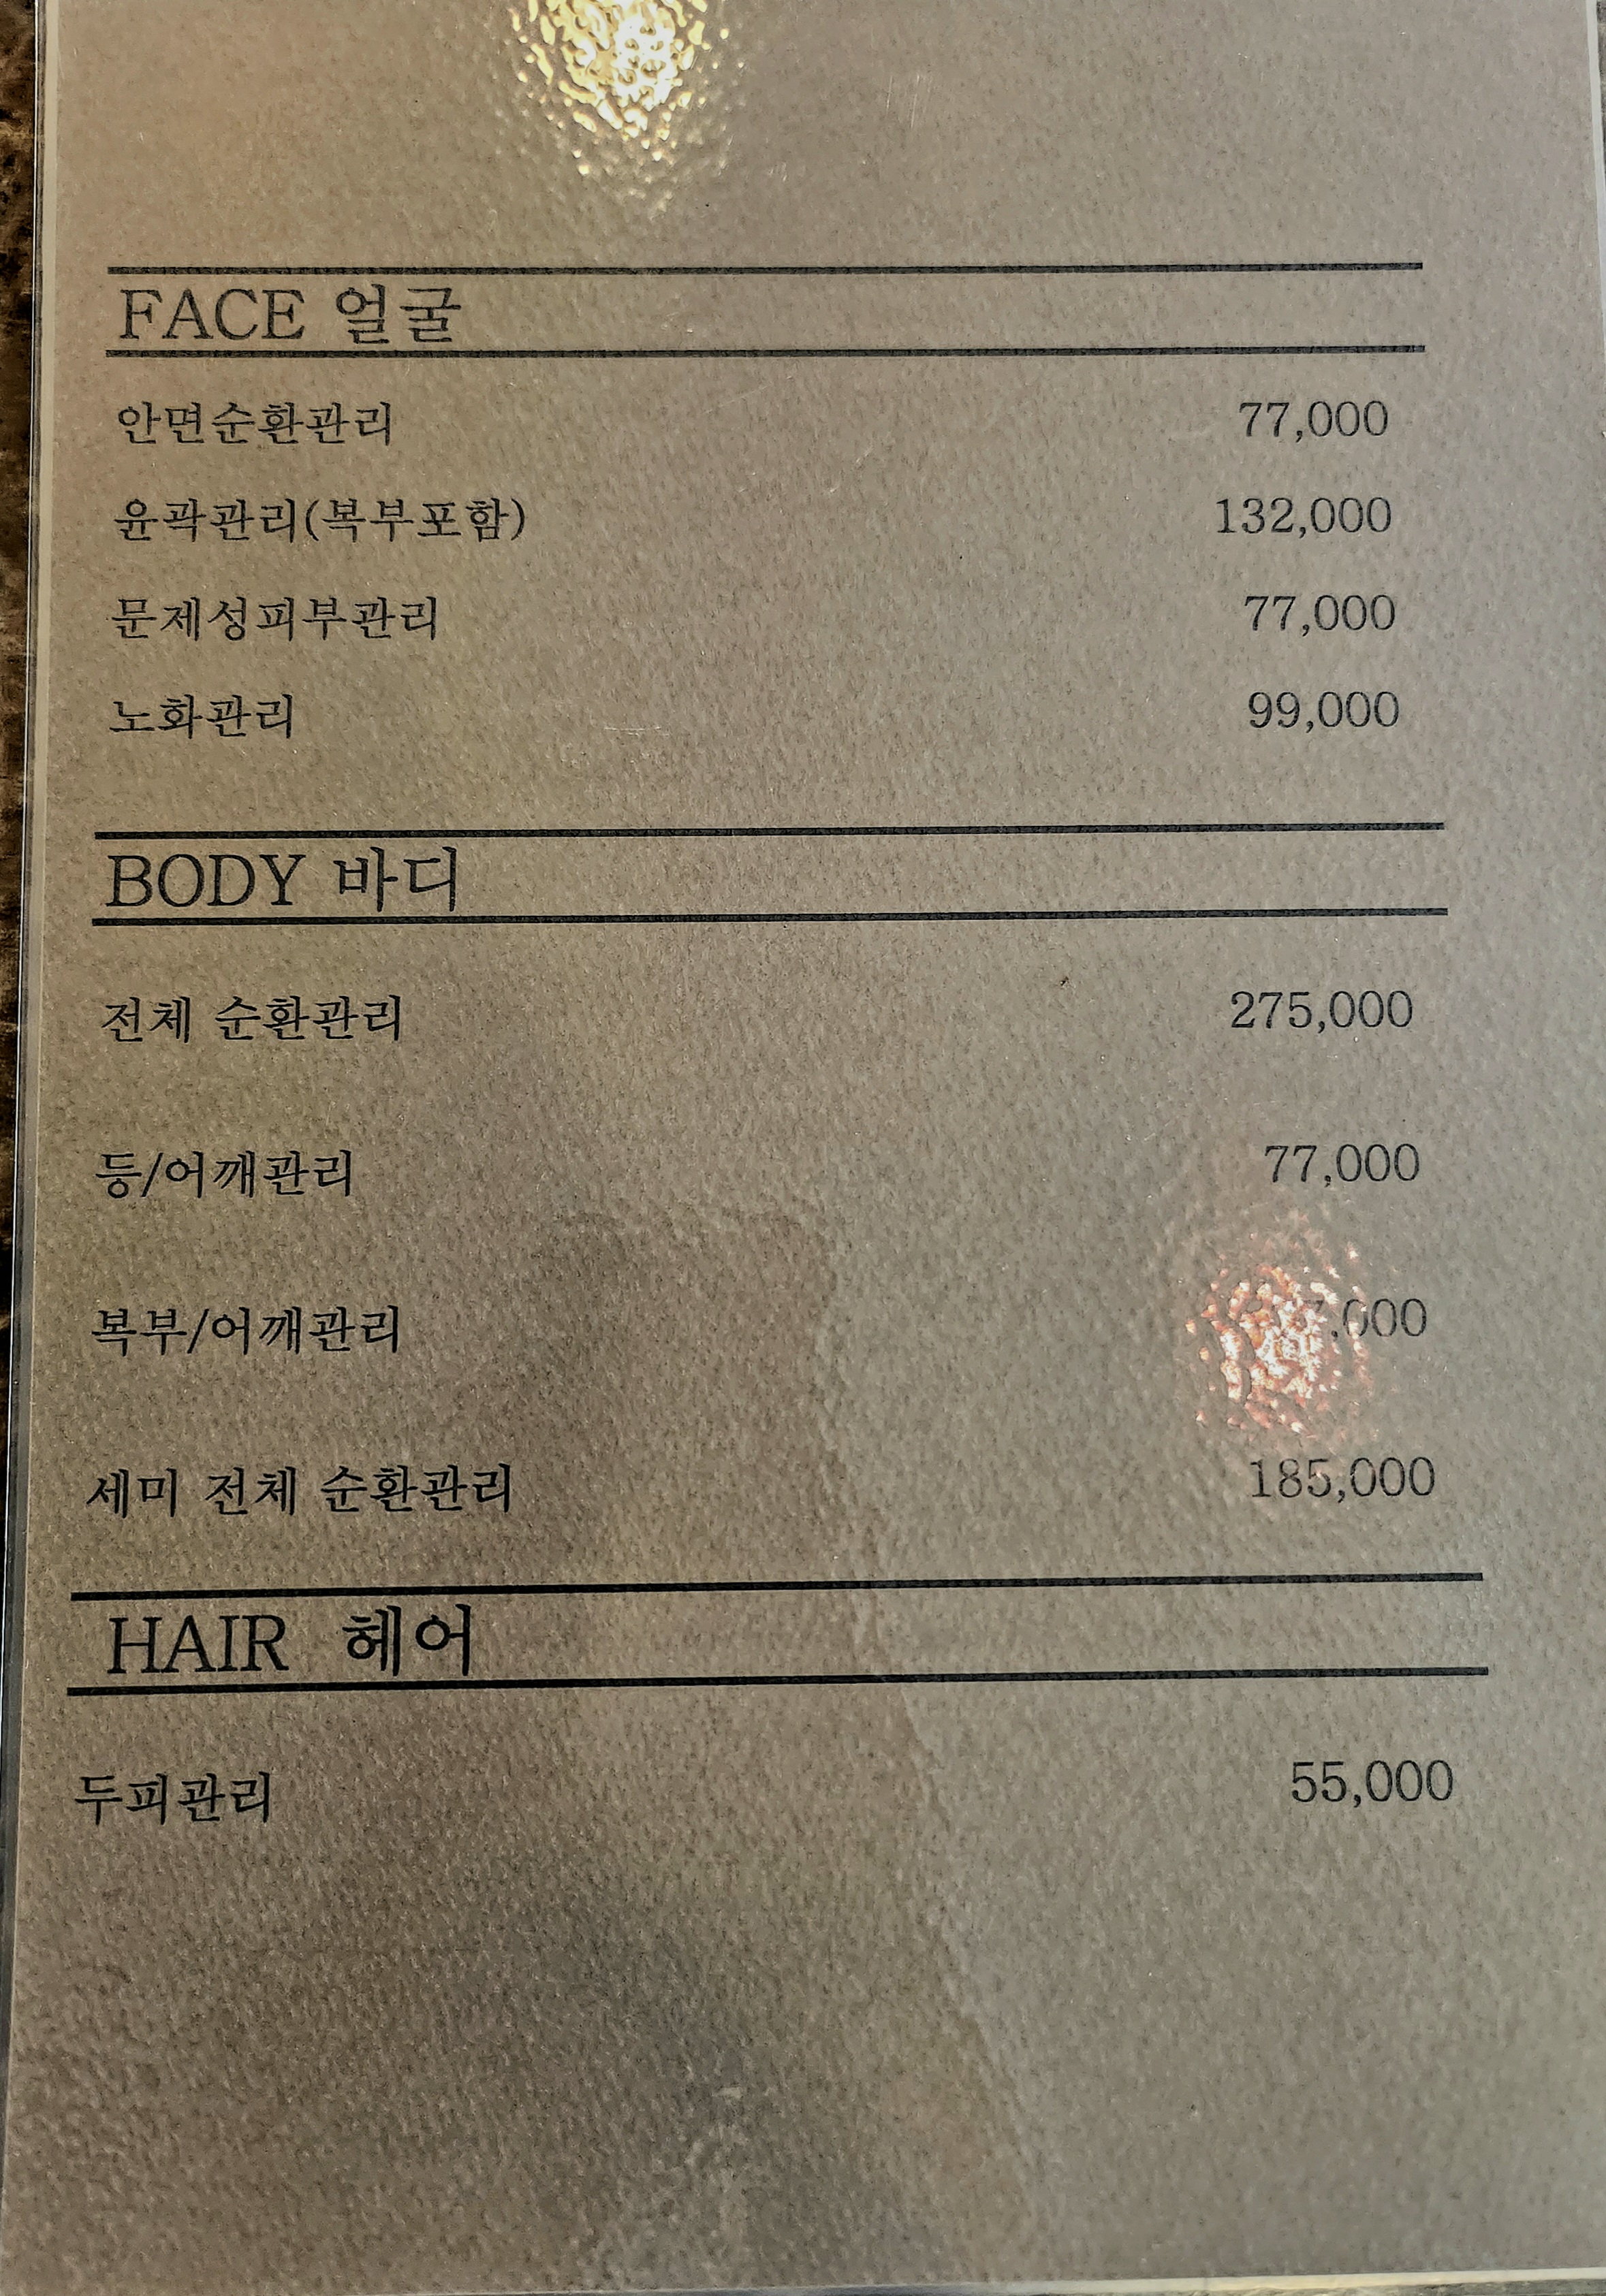 FACE 얼굴
안면순환관리 77,000
윤곽관리(복부포함) 132,000
문제성피부관리 77,000
노화관리 99,000
BODY 바디
전체 순환관리 275,000
등/어깨관리 77,000
복부/어깨관리
세미 전체 순환관리 185,000
HAIR 헤어
두피관리 55,000